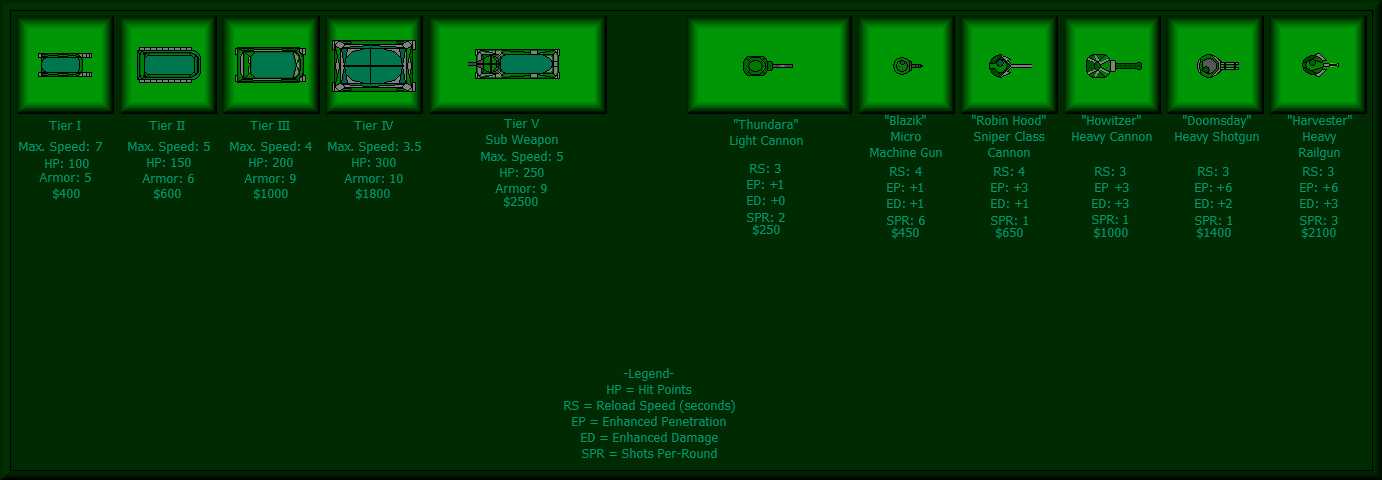 Tier I
Max. Speed: 7
HP: 100
Armor: 5
$400
Tier II
Max. Speed: 5
HP: 150
Armor: 6
$600
Tier III
Max. Speed: 4
HP: 200
Armor: 9
$1000
Tier IV
Max. Speed: 3.5
HP: 300
Armor: 10
$1800
Tier V
Sub Weapon
Max. Speed: 5
HP: 250
Armor: 9
$2500
"Thundara"
Light Cannon
RS: 3
EP: +1
ED: +0
SPR: 2
$250
"Blazik"
Micro
Machine Gun
RS: 4
EP: +1
ED: +1
SPR: 6
$450
"Robin Hood"
Sniper Class
Cannon
RS: 4
EP: +3
ED: +1
SPR: 1
$650
"Howitzer"
Heavy Cannon
RS: 3
EP +3
ED: +3
SPR: 1
$1000
"Doomsday"
Heavy Shotgun
RS: 3
EP: +6
ED: +2
SPR: 1
$1400
"Harvester"
Heavy
Railgun
RS: 3
EP: +6
ED: +3
SPR: 3
$2100
-Legend-
HP = Hit Points
RS = Reload Speed (seconds)
EP = Enhanced Penetration
ED = Enhanced Damage
SPR = Shots Per-Round